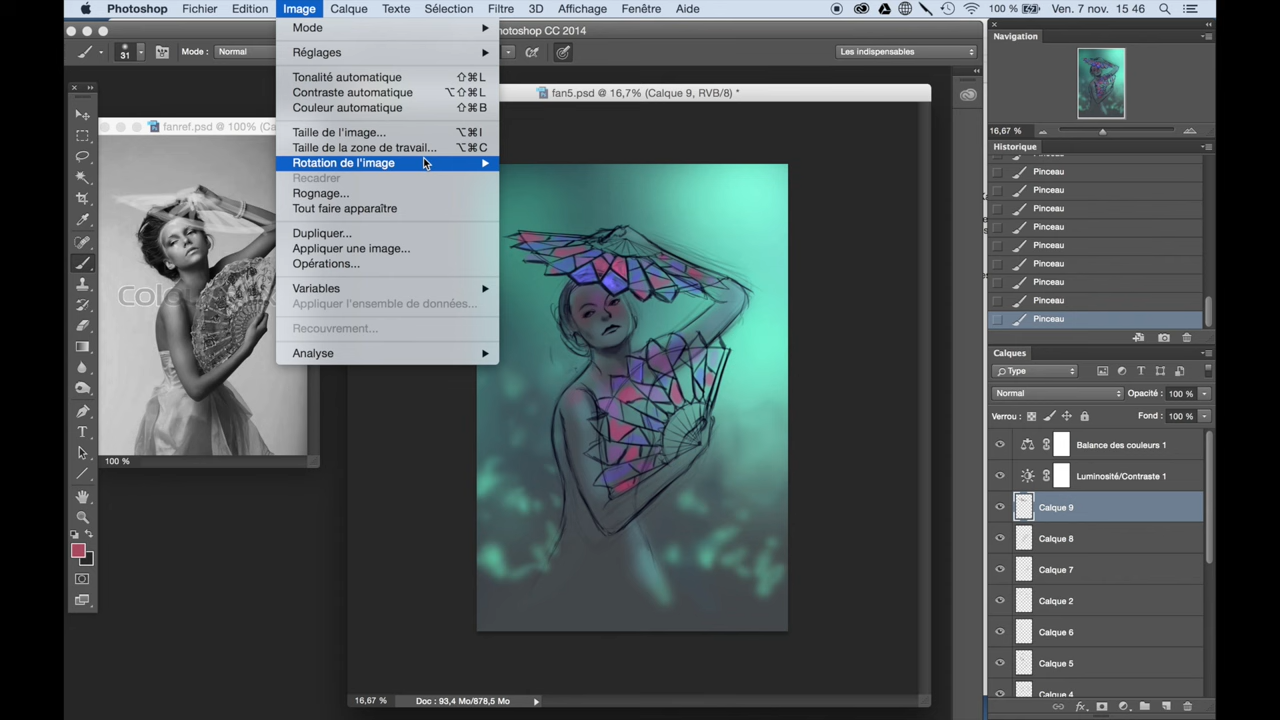 Photoshop Fichier Edition Image Calque Texte Sélection Filtre 3D Affichage Fenêtre Aide 100 % Ven. 7 nov. 15 46
31 Mode : Normal
Photoshop CC 2014
Les indispensables
Mode
Réglages
Tonalité automatique ⇧⌘L
Contraste automatique ⌥⇧⌘L
Couleur automatique ⇧⌘B
Taille de l'image... ⌥⌘I
Taille de la zone de travail... ⌥⌘C
Rotation de l'image
Recadrer
Rognage...
Tout faire apparaître
Dupliquer...
Appliquer une image...
Opérations...
Variables
Appliquer l'ensemble de données...
Recouvrement...
Analyse
fanref.psd @ 100% (Ca
100 %
fan5.psd @ 16,7% (Calque 9, RVB/8) *
16,67 % Doc : 93,4 Mo/878,5 Mo
Navigation
16,67 %
Historique
Pinceau
Pinceau
Pinceau
Pinceau
Pinceau
Pinceau
Pinceau
Pinceau
Pinceau
Calques
Type
Normal Opacité : 100 %
Verrou : Fond : 100 %
Balance des couleurs 1
Luminosité/Contraste 1
Calque 9
Calque 8
Calque 7
Calque 2
Calque 6
Calque 5
Calque 4